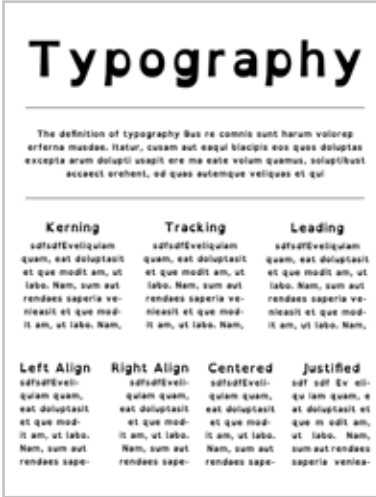 Typography
The definition of typography Bus re comnis sunt harum volorep
erferna musdae. Itatur, cusam aut eaqui blacipis eos quos doluptas
excepta arum dolupti usapit ere ma eate volum quamus, soluptibust
accaect orehent, od quas autemque veliquas et qui
Kerning
sdfsdfEveliquiam
quam, eat doluptasit
et que modit am, ut
labo. Nam, sum aut
rendaes saperia ve-
nieasit et que mod-
it am, ut labo. Nam,
Tracking
sdfsdfEveliquiam
quam, eat doluptasit
et que modit am, ut
labo. Nam, sum aut
rendaes saperia ve-
nieasit et que mod-
it am, ut labo. Nam,
Leading
sdfsdfEveliquiam
quam, eat doluptasit
et que modit am, ut
labo. Nam, sum aut
rendaes saperia ve-
nieasit et que mod-
it am, ut labo. Nam,
Left Align
sdfsdfEveli-
quiam quam,
eat doluptasit
et que mod-
it am, ut labo.
Nam, sum aut
rendaes sape-
Right Align
sdfsdfEveli-
quiam quam,
eat doluptasit
et que mod-
it am, ut labo.
Nam, sum aut
rendaes sape-
Centered
sdfsdfEveli-
quiam quam,
eat doluptasit
et que mod-
it am, ut labo.
Nam, sum aut
rendaes sape-
Justified
sdf sdf Ev eli-
qu iam quam, e
at doluptasit et
que m odit am,
ut labo. Nam,
sum aut rendaes
saperia veniea-